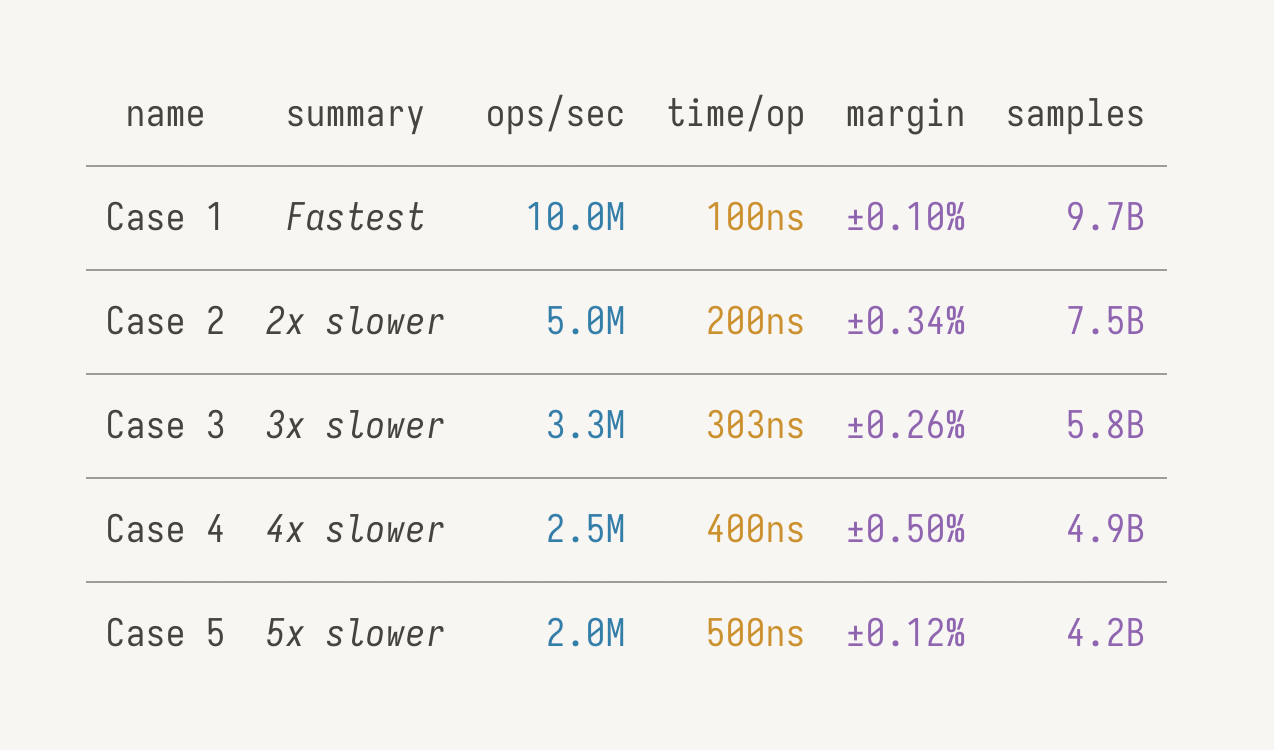 name summary ops/sec time/op margin samples
Case 1 Fastest 10.0M 100ns ±0.10% 9.7B
Case 2 2x slower 5.0M 200ns ±0.34% 7.5B
Case 3 3x slower 3.3M 303ns ±0.26% 5.8B
Case 4 4x slower 2.5M 400ns ±0.50% 4.9B
Case 5 5x slower 2.0M 500ns ±0.12% 4.2B